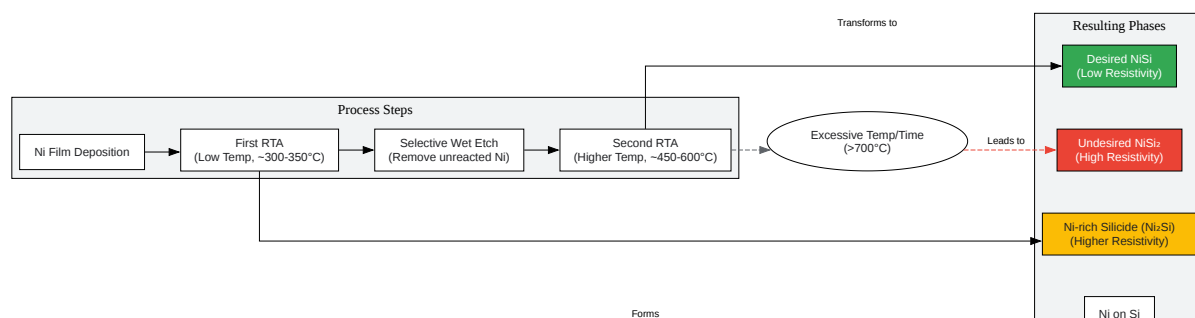 Transforms to
Resulting Phases
Desired NiSi
(Low Resistivity)
Process Steps
Ni Film Deposition
First RTA
(Low Temp, ~300-350°C)
Selective Wet Etch
(Remove unreacted Ni)
Second RTA
(Higher Temp, ~450-600°C)
Excessive Temp/Time
(>700°C)
Leads to
Undesired NiSi₂
(High Resistivity)
Ni-rich Silicide (Ni₂Si)
(Higher Resistivity)
Forms
Ni on Si